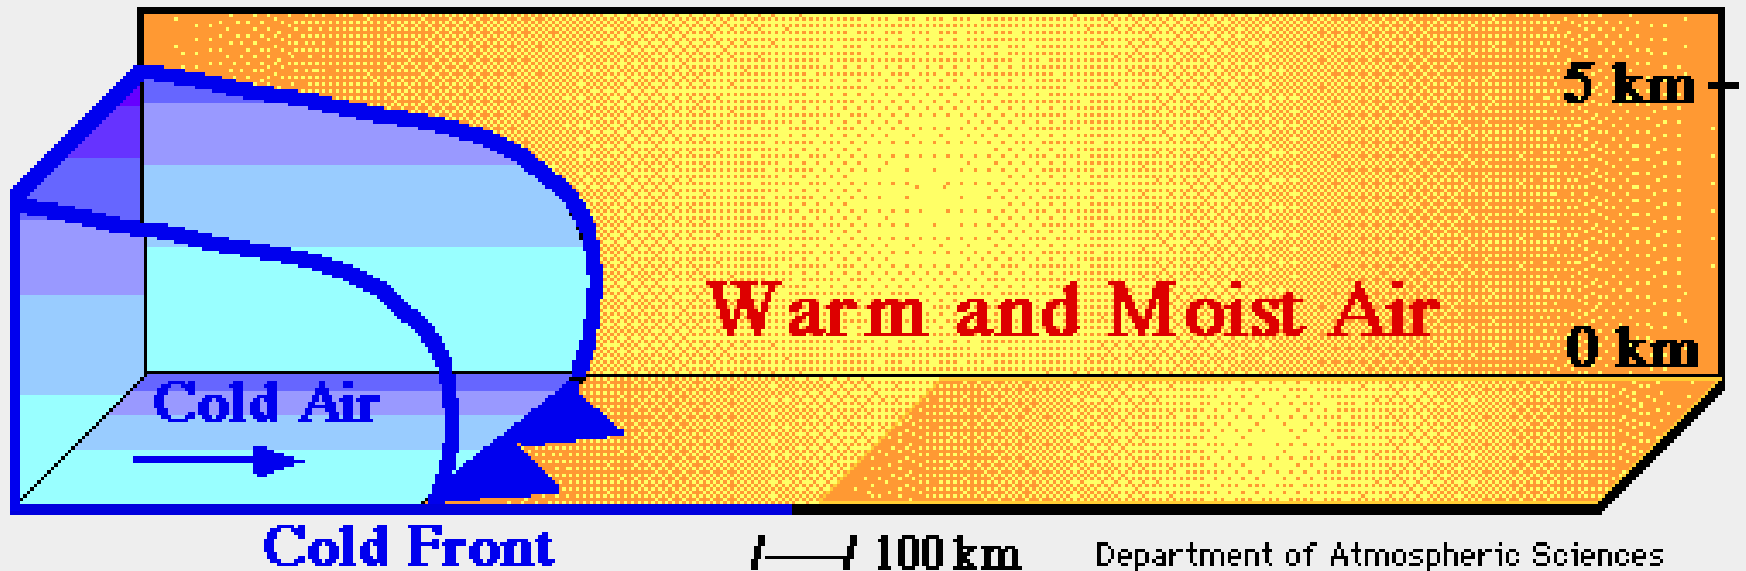 5 km
Warm and Moist Air
0 km
Cold Air
Cold Front
100 km
Department of Atmospheric Sciences